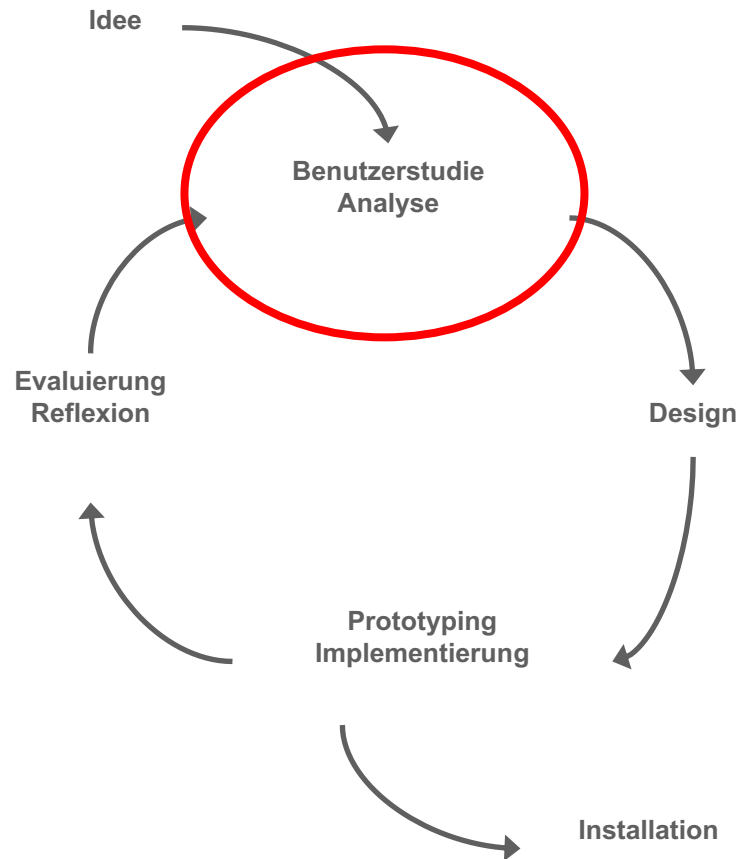 Idee
Benutzerstudie
Analyse
Evaluierung
Reflexion
Design
Prototyping
Implementierung
Installation